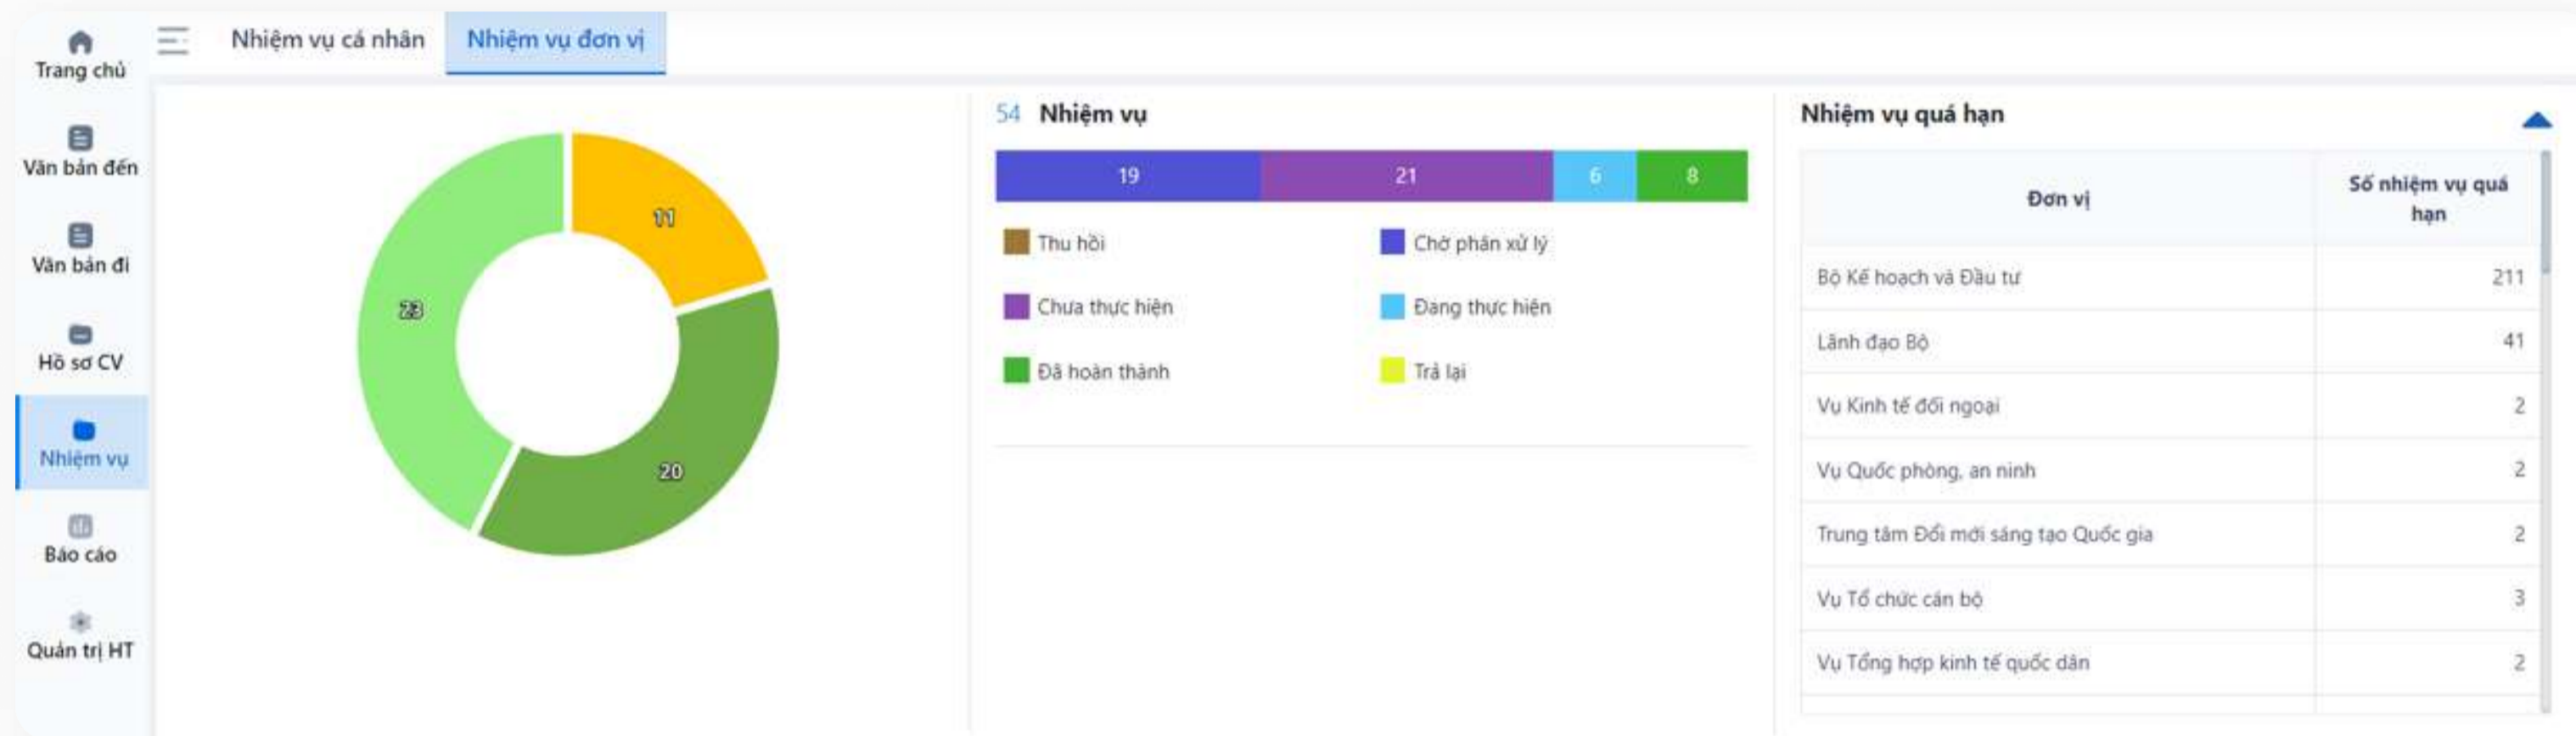 Trang chủ
Văn bản đến
Văn bản đi
Hồ sơ CV
Nhiệm vụ
Báo cáo
Quản trị HT
Nhiệm vụ cá nhân
Nhiệm vụ đơn vị
11
23
20
54 Nhiệm vụ
19 21 6 8
Thu hồi
Chờ phân xử lý
Chưa thực hiện
Đang thực hiện
Đã hoàn thành
Trả lại
Nhiệm vụ quá hạn
Đơn vị
Số nhiệm vụ quá
hạn
Bộ Kế hoạch và Đầu tư 211
Lãnh đạo Bộ 41
Vụ Kinh tế đối ngoại 2
Vụ Quốc phòng, an ninh 2
Trung tâm Đổi mới sáng tạo Quốc gia 2
Vụ Tổ chức cán bộ 3
Vụ Tổng hợp kinh tế quốc dân 2